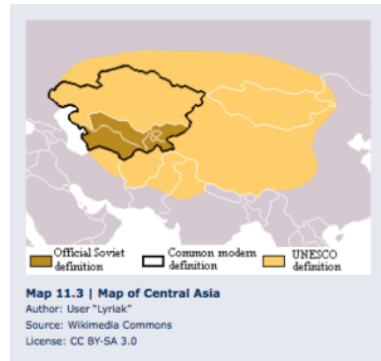 Official Soviet Common modern UNESCO
definition definition definition
Map 11.3 | Map of Central Asia
Author: User "Lyriak"
Source: Wikimedia Commons
License: CC BY-SA 3.0